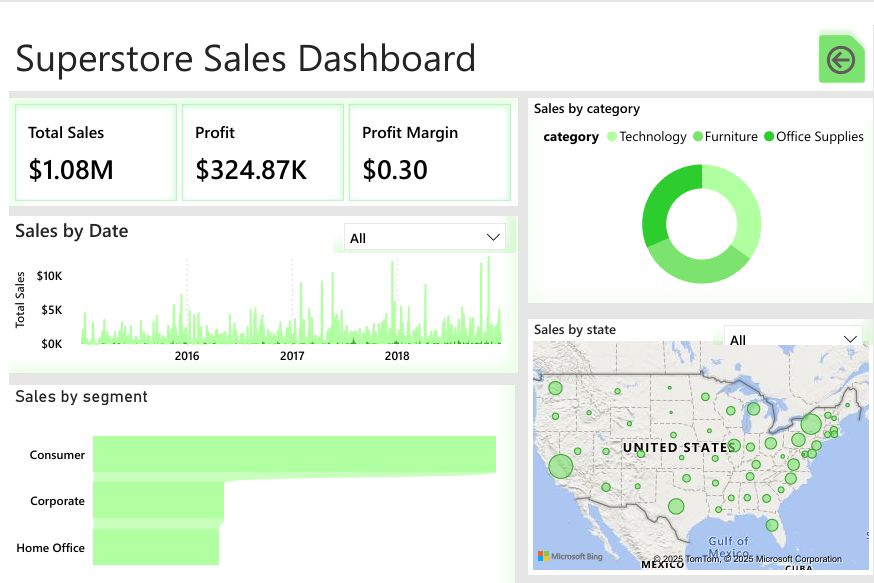 Superstore Sales Dashboard
Total Sales
$1.08M
Profit
$324.87K
Profit Margin
$0.30
Sales by category
category Technology Furniture Office Supplies
Sales by Date
All
Total Sales
$10K
$5K
$0K
2016 2017 2018
Sales by state
All
UNITED STATES
Gulf of
Mexico
MEXICO
CUBA
Microsoft Bing
© 2025 TomTom, © 2025 Microsoft Corporation
Sales by segment
Consumer
Corporate
Home Office